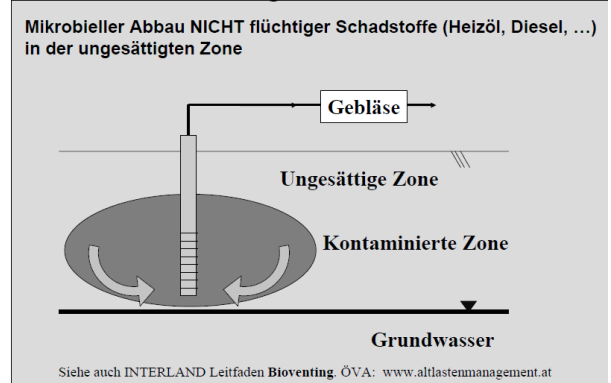 Mikrobieller Abbau NICHT flüchtiger Schadstoffe (Heizöl, Diesel, …)
in der ungesättigten Zone
Gebläse
Ungesättige Zone
Kontaminierte Zone
Grundwasser
Siehe auch INTERLAND Leitfaden Bioventing. ÖVA: www.altlastenmanagement.at